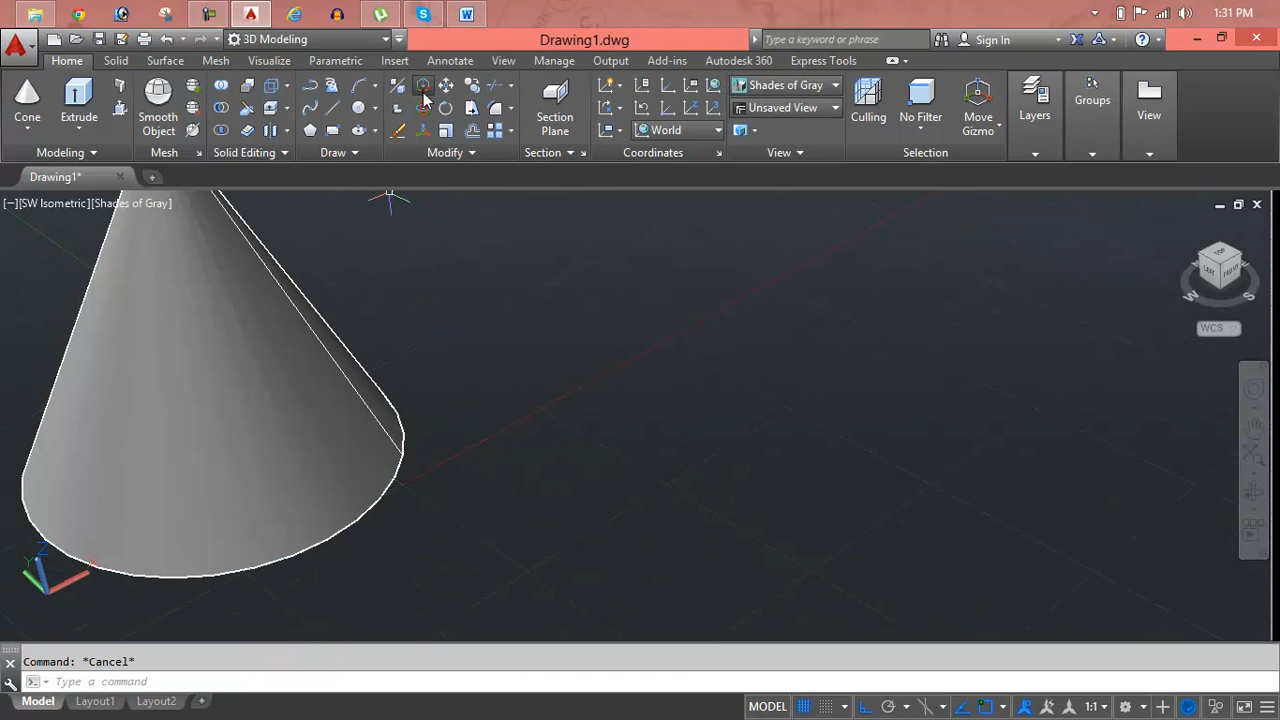 1:31 PM
3D Modeling
Drawing1.dwg
Type a keyword or phrase
Sign In
Home Solid Surface Mesh Visualize Parametric Insert Annotate View Manage Output Add-ins Autodesk 360 Express Tools
Cone
Extrude
Smooth
Object
Section
Plane
Shades of Gray
Unsaved View
World
Culling
No Filter
Move
Gizmo
Layers
Groups
View
Modeling
Mesh
Solid Editing
Draw
Modify
Section
Coordinates
View
Selection
Drawing1*
[−][SW Isometric][Shades of Gray]
TOP
LEFT
FRONT
W
S
WCS
Z
Y
X
Command: *Cancel*
Type a command
Model Layout1 Layout2
MODEL
1:1